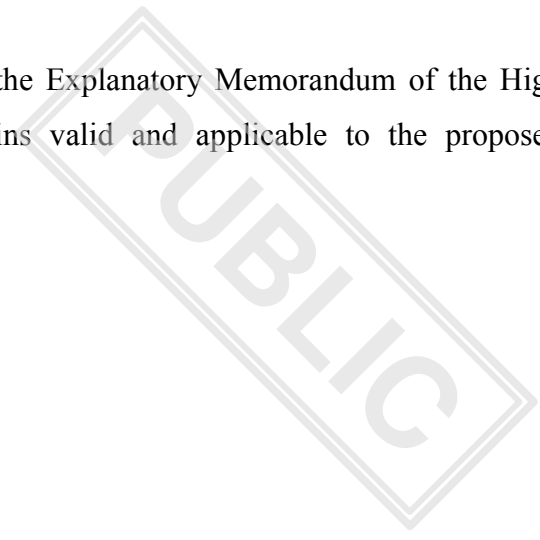 the Explanatory Memorandum of the Hig
ins valid and applicable to the propose
PUBLIC